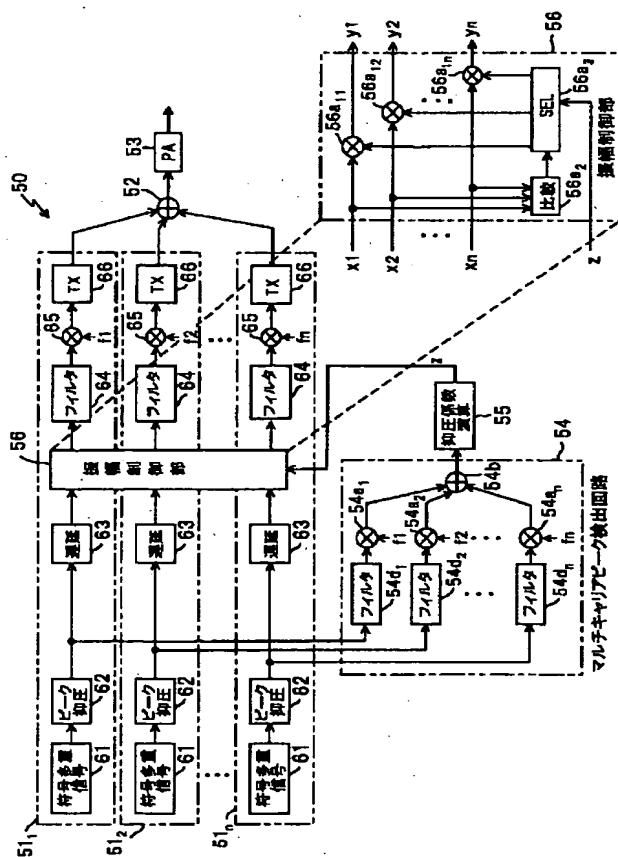 50
51₁
符号多重
信号
61
ピーク
抑圧
62
遅延
63
56
振幅制御部
フィルタ
64
65
f1
TX
66
52
PA
53
51₂
符号多重
信号
61
ピーク
抑圧
62
遅延
63
フィルタ
64
65
f2
TX
66
51n
符号多重
信号
61
ピーク
抑圧
62
遅延
63
フィルタ
64
65
fn
TX
66
フィルタ
54d₁
54a₁
f1
フィルタ
54d₂
54a₂
f2
フィルタ
54dn
54an
fn
54b
マルチキャリアピーク検出回路
54
抑圧係数
演算
55
z
x1
56a₁₁
y1
x2
56a₁₂
y2
xn
56a₁n
yn
比較
56a₂
SEL
56a₃
z
振幅制御部
56